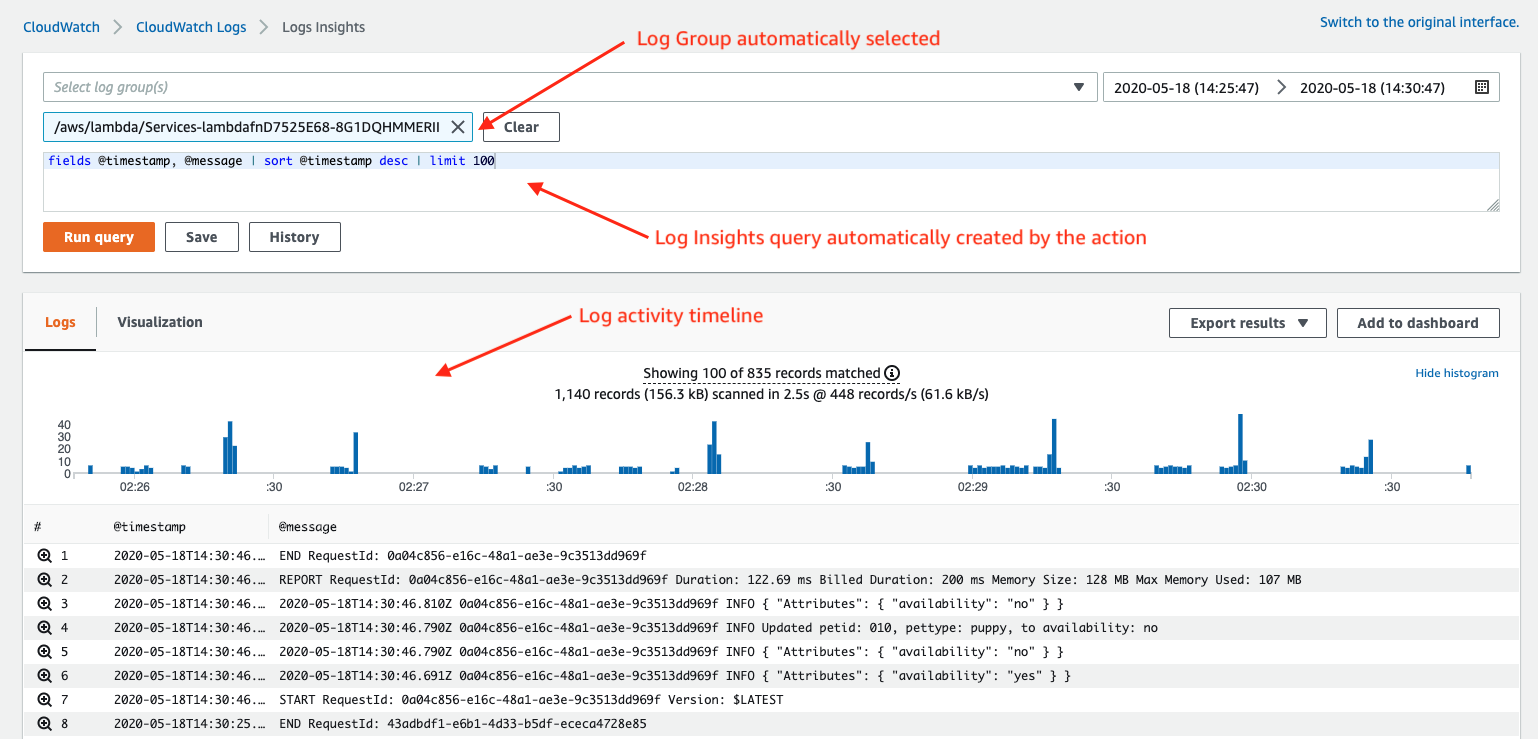 CloudWatch > CloudWatch Logs > Logs Insights
Switch to the original interface.
Log Group automatically selected
Select log group(s)
2020-05-18 (14:25:47) > 2020-05-18 (14:30:47)
/aws/lambda/Services-lambdafnD7525E68-8G1DQHMMERII
Clear
fields @timestamp, @message | sort @timestamp desc | limit 100
Run query
Save
History
Log Insights query automatically created by the action
Logs
Visualization
Log activity timeline
Export results
Add to dashboard
Showing 100 of 835 records matched
1,140 records (156.3 kB) scanned in 2.5s @ 448 records/s (61.6 kB/s)
Hide histogram
40
30
20
10
0
02:26 :30 02:27 :30 02:28 :30 02:29 :30 02:30 :30
# @timestamp @message
1 2020-05-18T14:30:46.… END RequestId: 0a04c856-e16c-48a1-ae3e-9c3513dd969f
2 2020-05-18T14:30:46.… REPORT RequestId: 0a04c856-e16c-48a1-ae3e-9c3513dd969f Duration: 122.69 ms Billed Duration: 200 ms Memory Size: 128 MB Max Memory Used: 107 MB
3 2020-05-18T14:30:46.… 2020-05-18T14:30:46.810Z 0a04c856-e16c-48a1-ae3e-9c3513dd969f INFO { "Attributes": { "availability": "no" } }
4 2020-05-18T14:30:46.… 2020-05-18T14:30:46.790Z 0a04c856-e16c-48a1-ae3e-9c3513dd969f INFO Updated petid: 010, pettype: puppy, to availability: no
5 2020-05-18T14:30:46.… 2020-05-18T14:30:46.790Z 0a04c856-e16c-48a1-ae3e-9c3513dd969f INFO { "Attributes": { "availability": "no" } }
6 2020-05-18T14:30:46.… 2020-05-18T14:30:46.691Z 0a04c856-e16c-48a1-ae3e-9c3513dd969f INFO { "Attributes": { "availability": "yes" } }
7 2020-05-18T14:30:46.… START RequestId: 0a04c856-e16c-48a1-ae3e-9c3513dd969f Version: $LATEST
8 2020-05-18T14:30:25.… END RequestId: 43adbdf1-e6b1-4d33-b5df-ececa4728e85